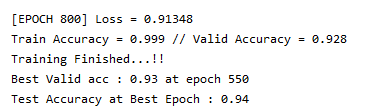 [EPOCH 800] Loss = 0.91348
Train Accuracy = 0.999 // Valid Accuracy = 0.928
Training Finished...!!
Best Valid acc : 0.93 at epoch 550
Test Accuracy at Best Epoch : 0.94